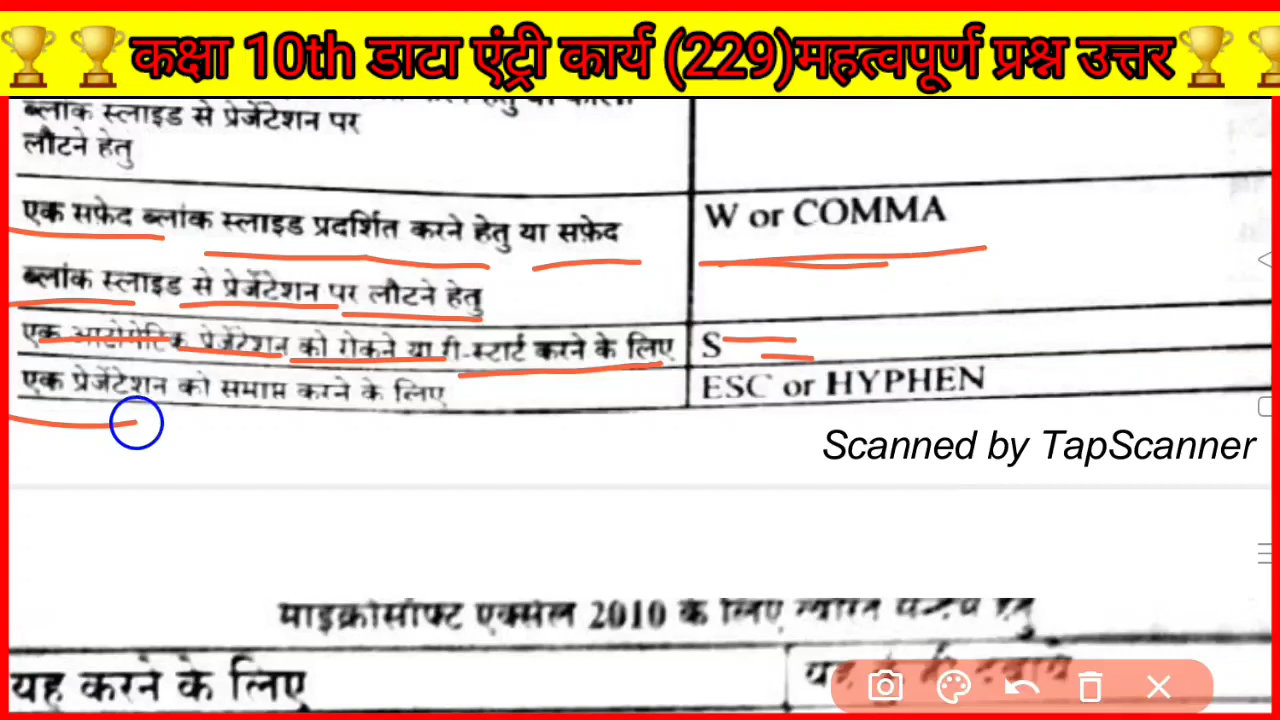 कक्षा 10th डाटा एंट्री कार्य (229)महत्वपूर्ण प्रश्न उत्तर
ब्लांक स्लाइड से प्रेजेंटेशन पर
लौटने हेतु
एक सफ़ेद ब्लांक स्लाइड प्रदर्शित करने हेतु या सफ़ेद
W or COMMA
ब्लांक स्लाइड से प्रेजेंटेशन पर लौटने हेतु
एक आटोमेटिक प्रेजेंटेशन को रोकने या री-स्टार्ट करने के लिए
S
एक प्रेजेंटेशन को समाप्त करने के लिए
ESC or HYPHEN
Scanned by TapScanner
माइक्रोसॉफ्ट एक्सेल 2010 के लिए
यह करने के लिए